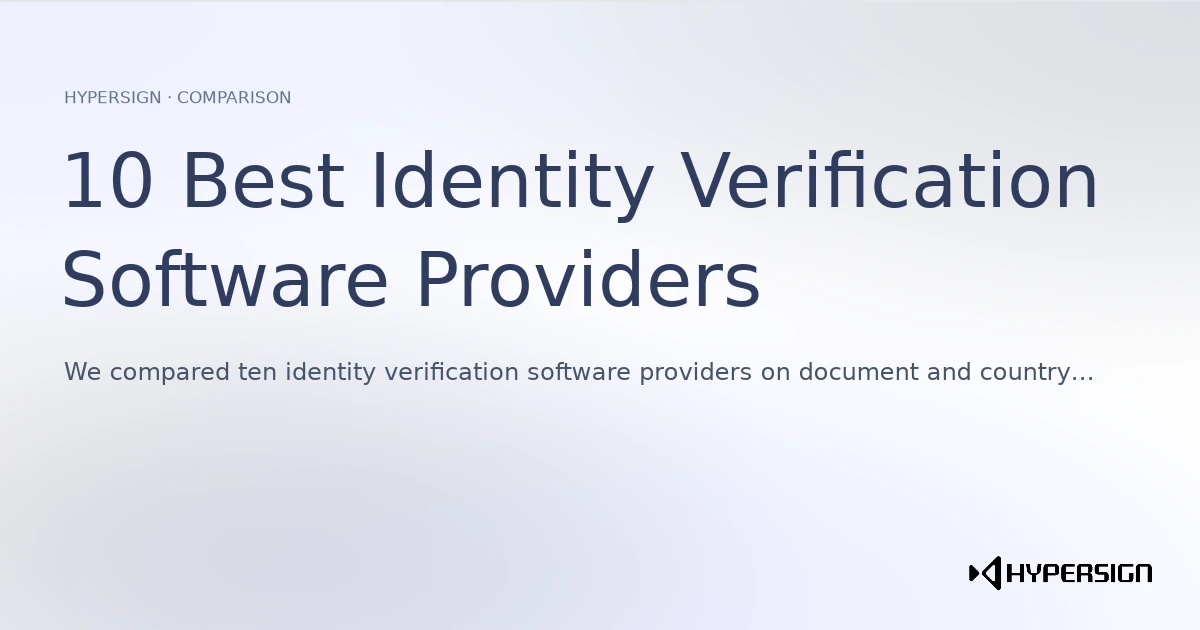 HYPERSIGN · COMPARISON
10 Best Identity Verification
Software Providers
We compared ten identity verification software providers on document and country...
HYPERSIGN